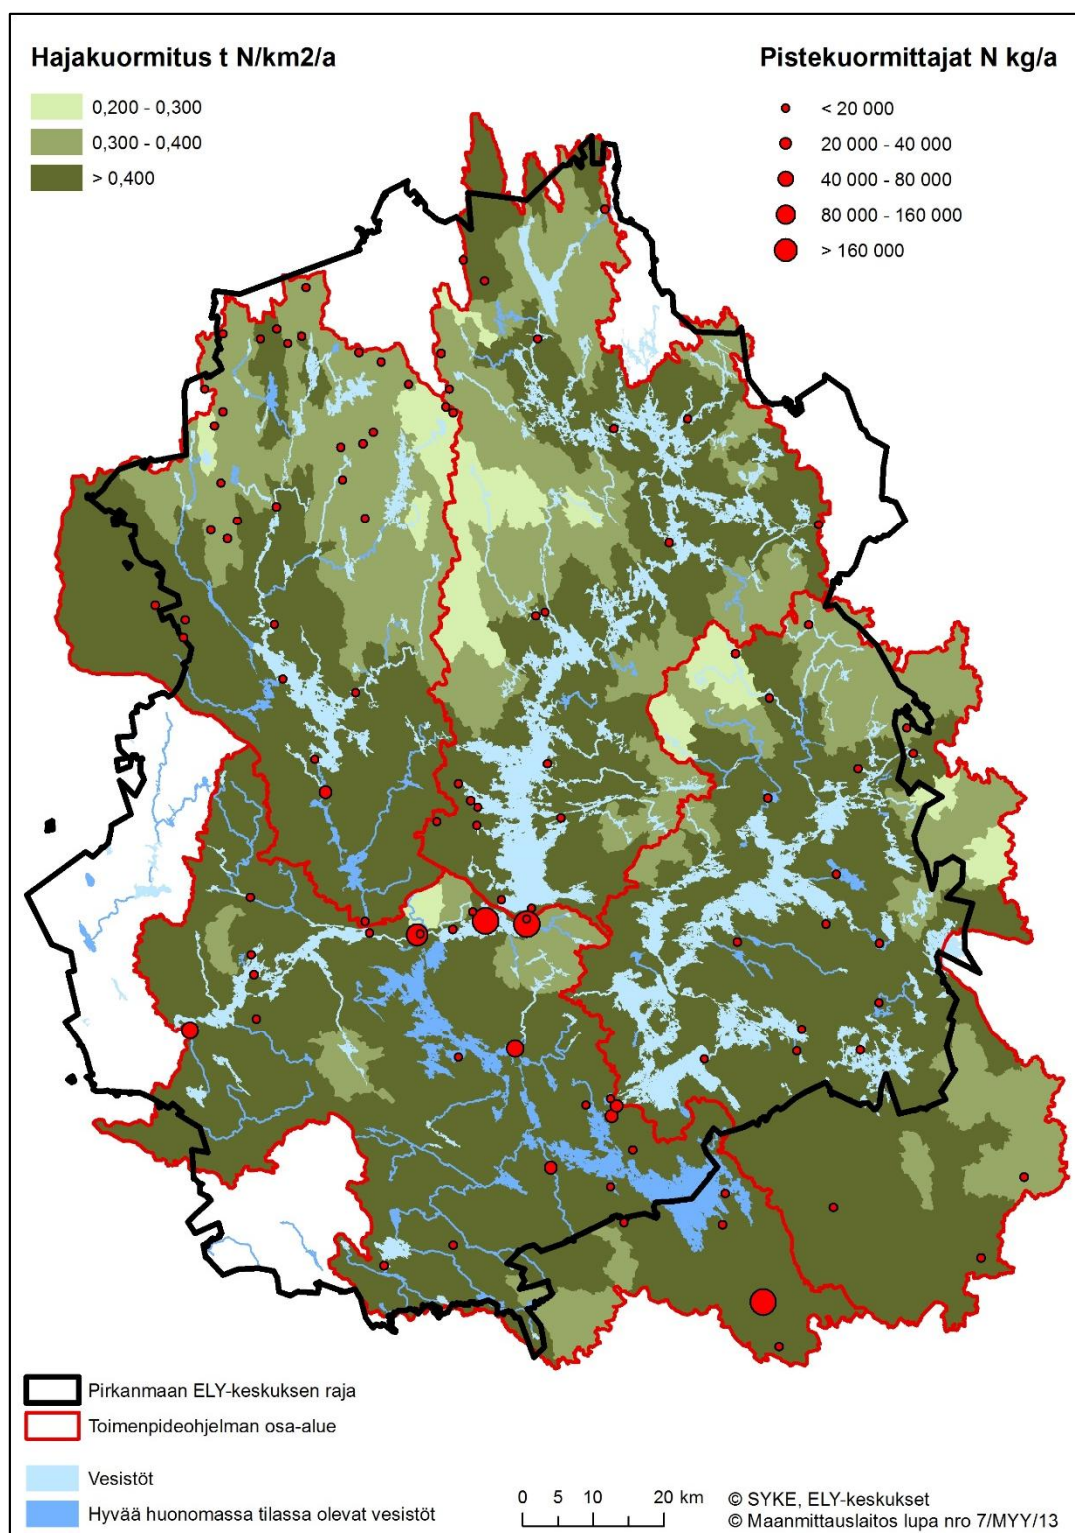 Hajakuormitus t N/km2/a
0,200 - 0,300
0,300 - 0,400
> 0,400
Pistekuormittajat N kg/a
< 20 000
20 000 - 40 000
40 000 - 80 000
80 000 - 160 000
> 160 000
Pirkanmaan ELY-keskuksen raja
Toimenpideohjelman osa-alue
Vesistöt
Hyvää huonomassa tilassa olevat vesistöt
0 5 10 20 km
© SYKE, ELY-keskukset
© Maanmittauslaitos lupa nro 7/MYY/13